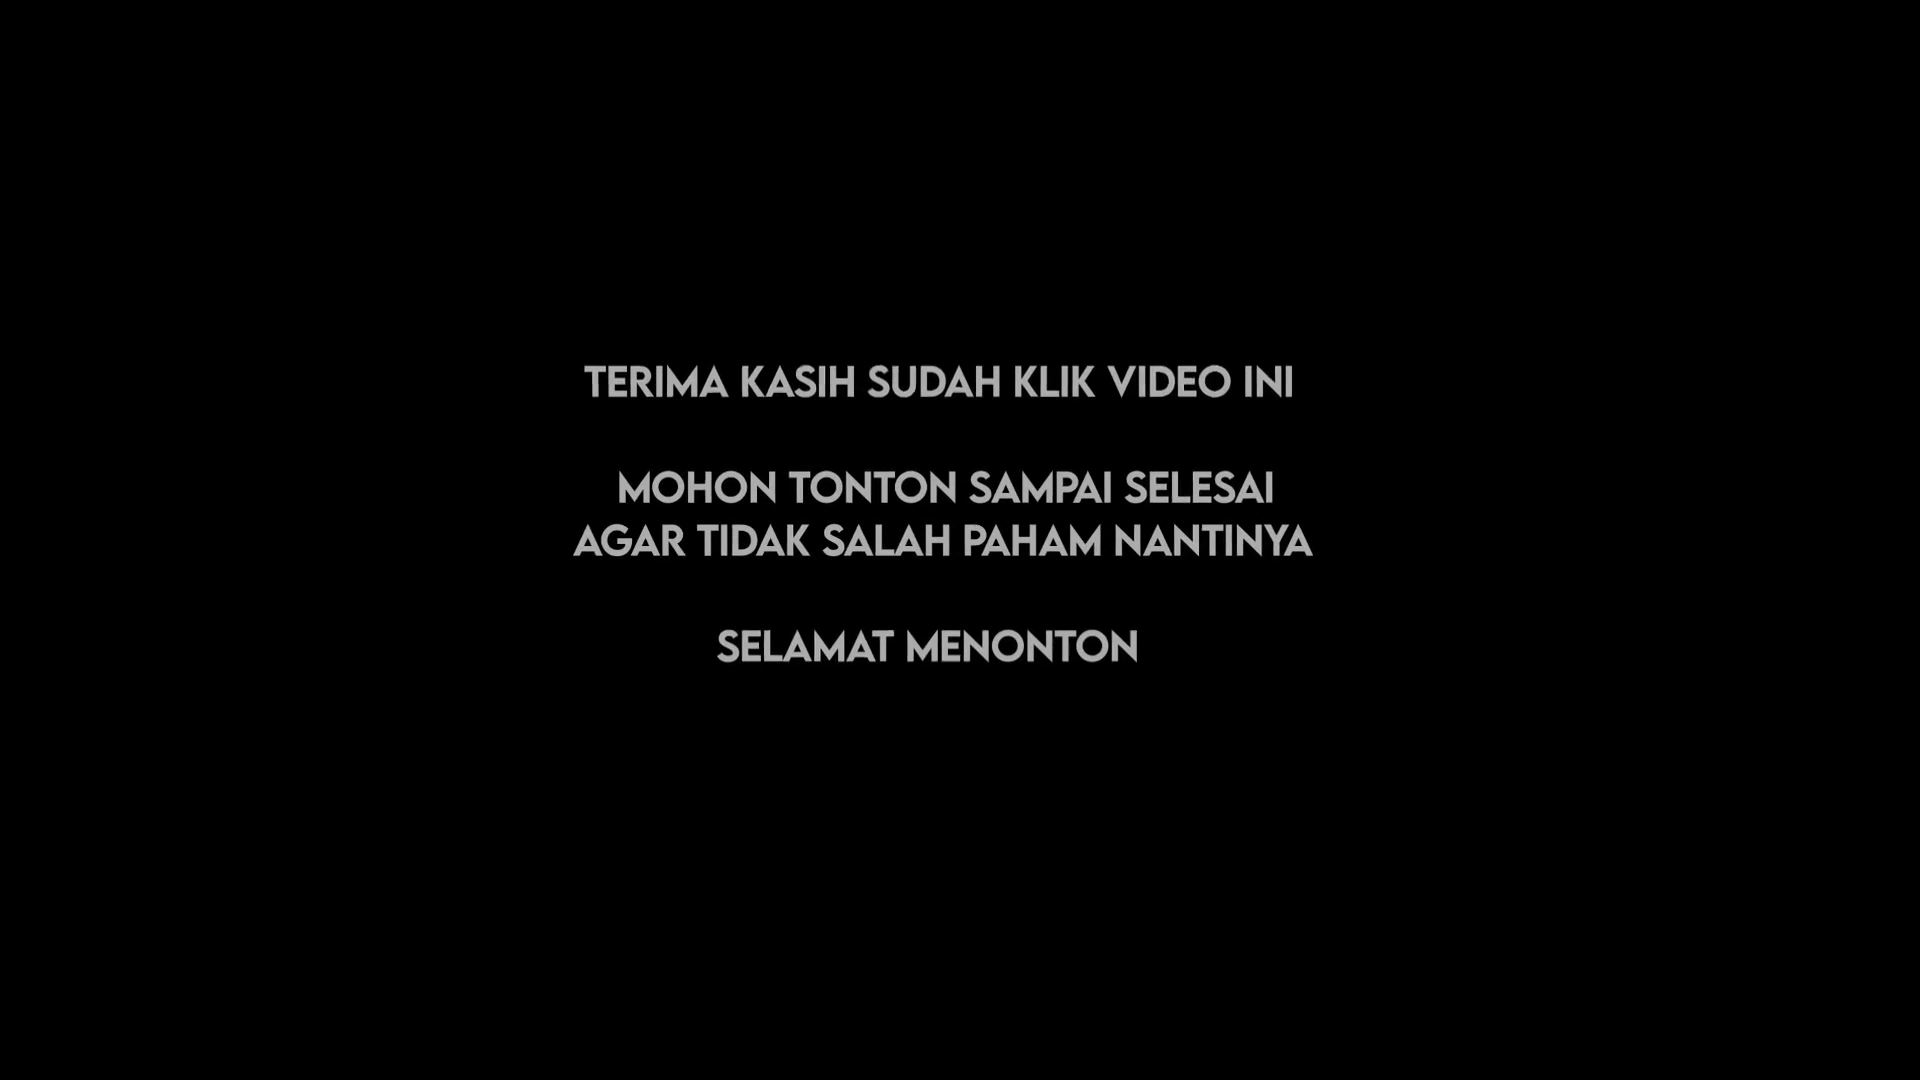 TERIMA KASIH SUDAH KLIK VIDEO INI
MOHON TONTON SAMPAI SELESAI
AGAR TIDAK SALAH PAHAM NANTINYA
SELAMAT MENONTON